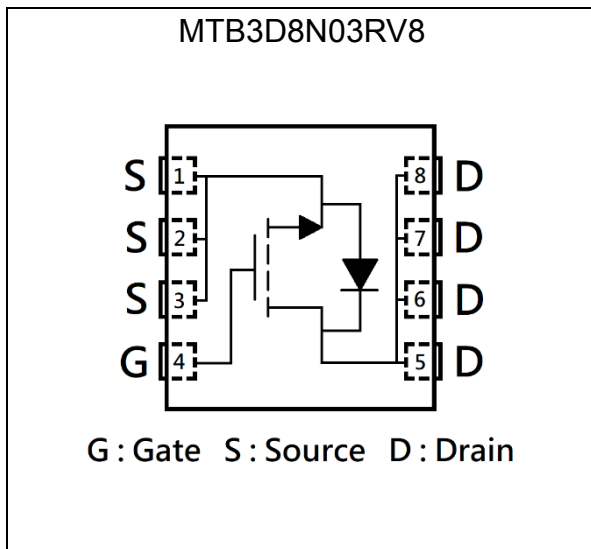 MTB3D8N03RV8
S 1 8 D
S 2 7 D
S 3 6 D
G 4 5 D
G : Gate S : Source D : Drain